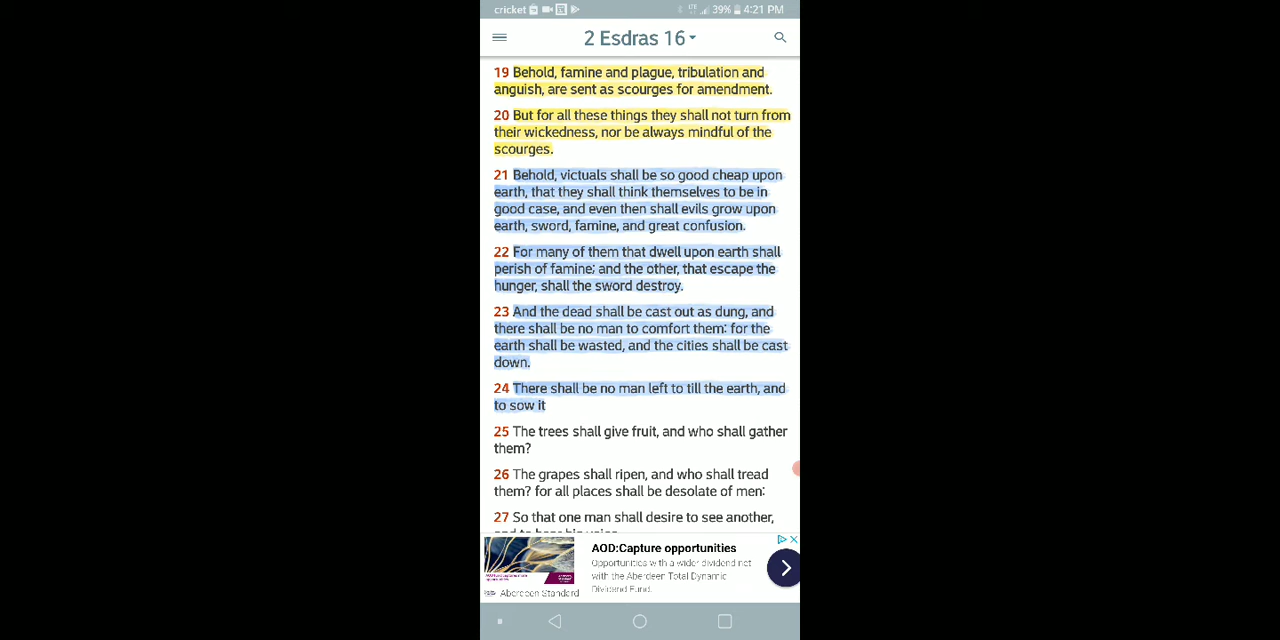 cricket 39% 4:21 PM
2 Esdras 16
19 Behold, famine and plague, tribulation and
anguish, are sent as scourges for amendment.
20 But for all these things they shall not turn from
their wickedness, nor be always mindful of the
scourges.
21 Behold, victuals shall be so good cheap upon
earth, that they shall think themselves to be in
good case, and even then shall evils grow upon
earth, sword, famine, and great confusion.
22 For many of them that dwell upon earth shall
perish of famine; and the other, that escape the
hunger, shall the sword destroy.
23 And the dead shall be cast out as dung, and
there shall be no man to comfort them: for the
earth shall be wasted, and the cities shall be cast
down.
24 There shall be no man left to till the earth, and
to sow it
25 The trees shall give fruit, and who shall gather
them?
26 The grapes shall ripen, and who shall tread
them? for all places shall be desolate of men:
27 So that one man shall desire to see another,
AOD:Capture opportunities
Opportunities with a wider dividend net
with the Aberdeen Total Dynamic
Dividend Fund.
Aberdeen Standard